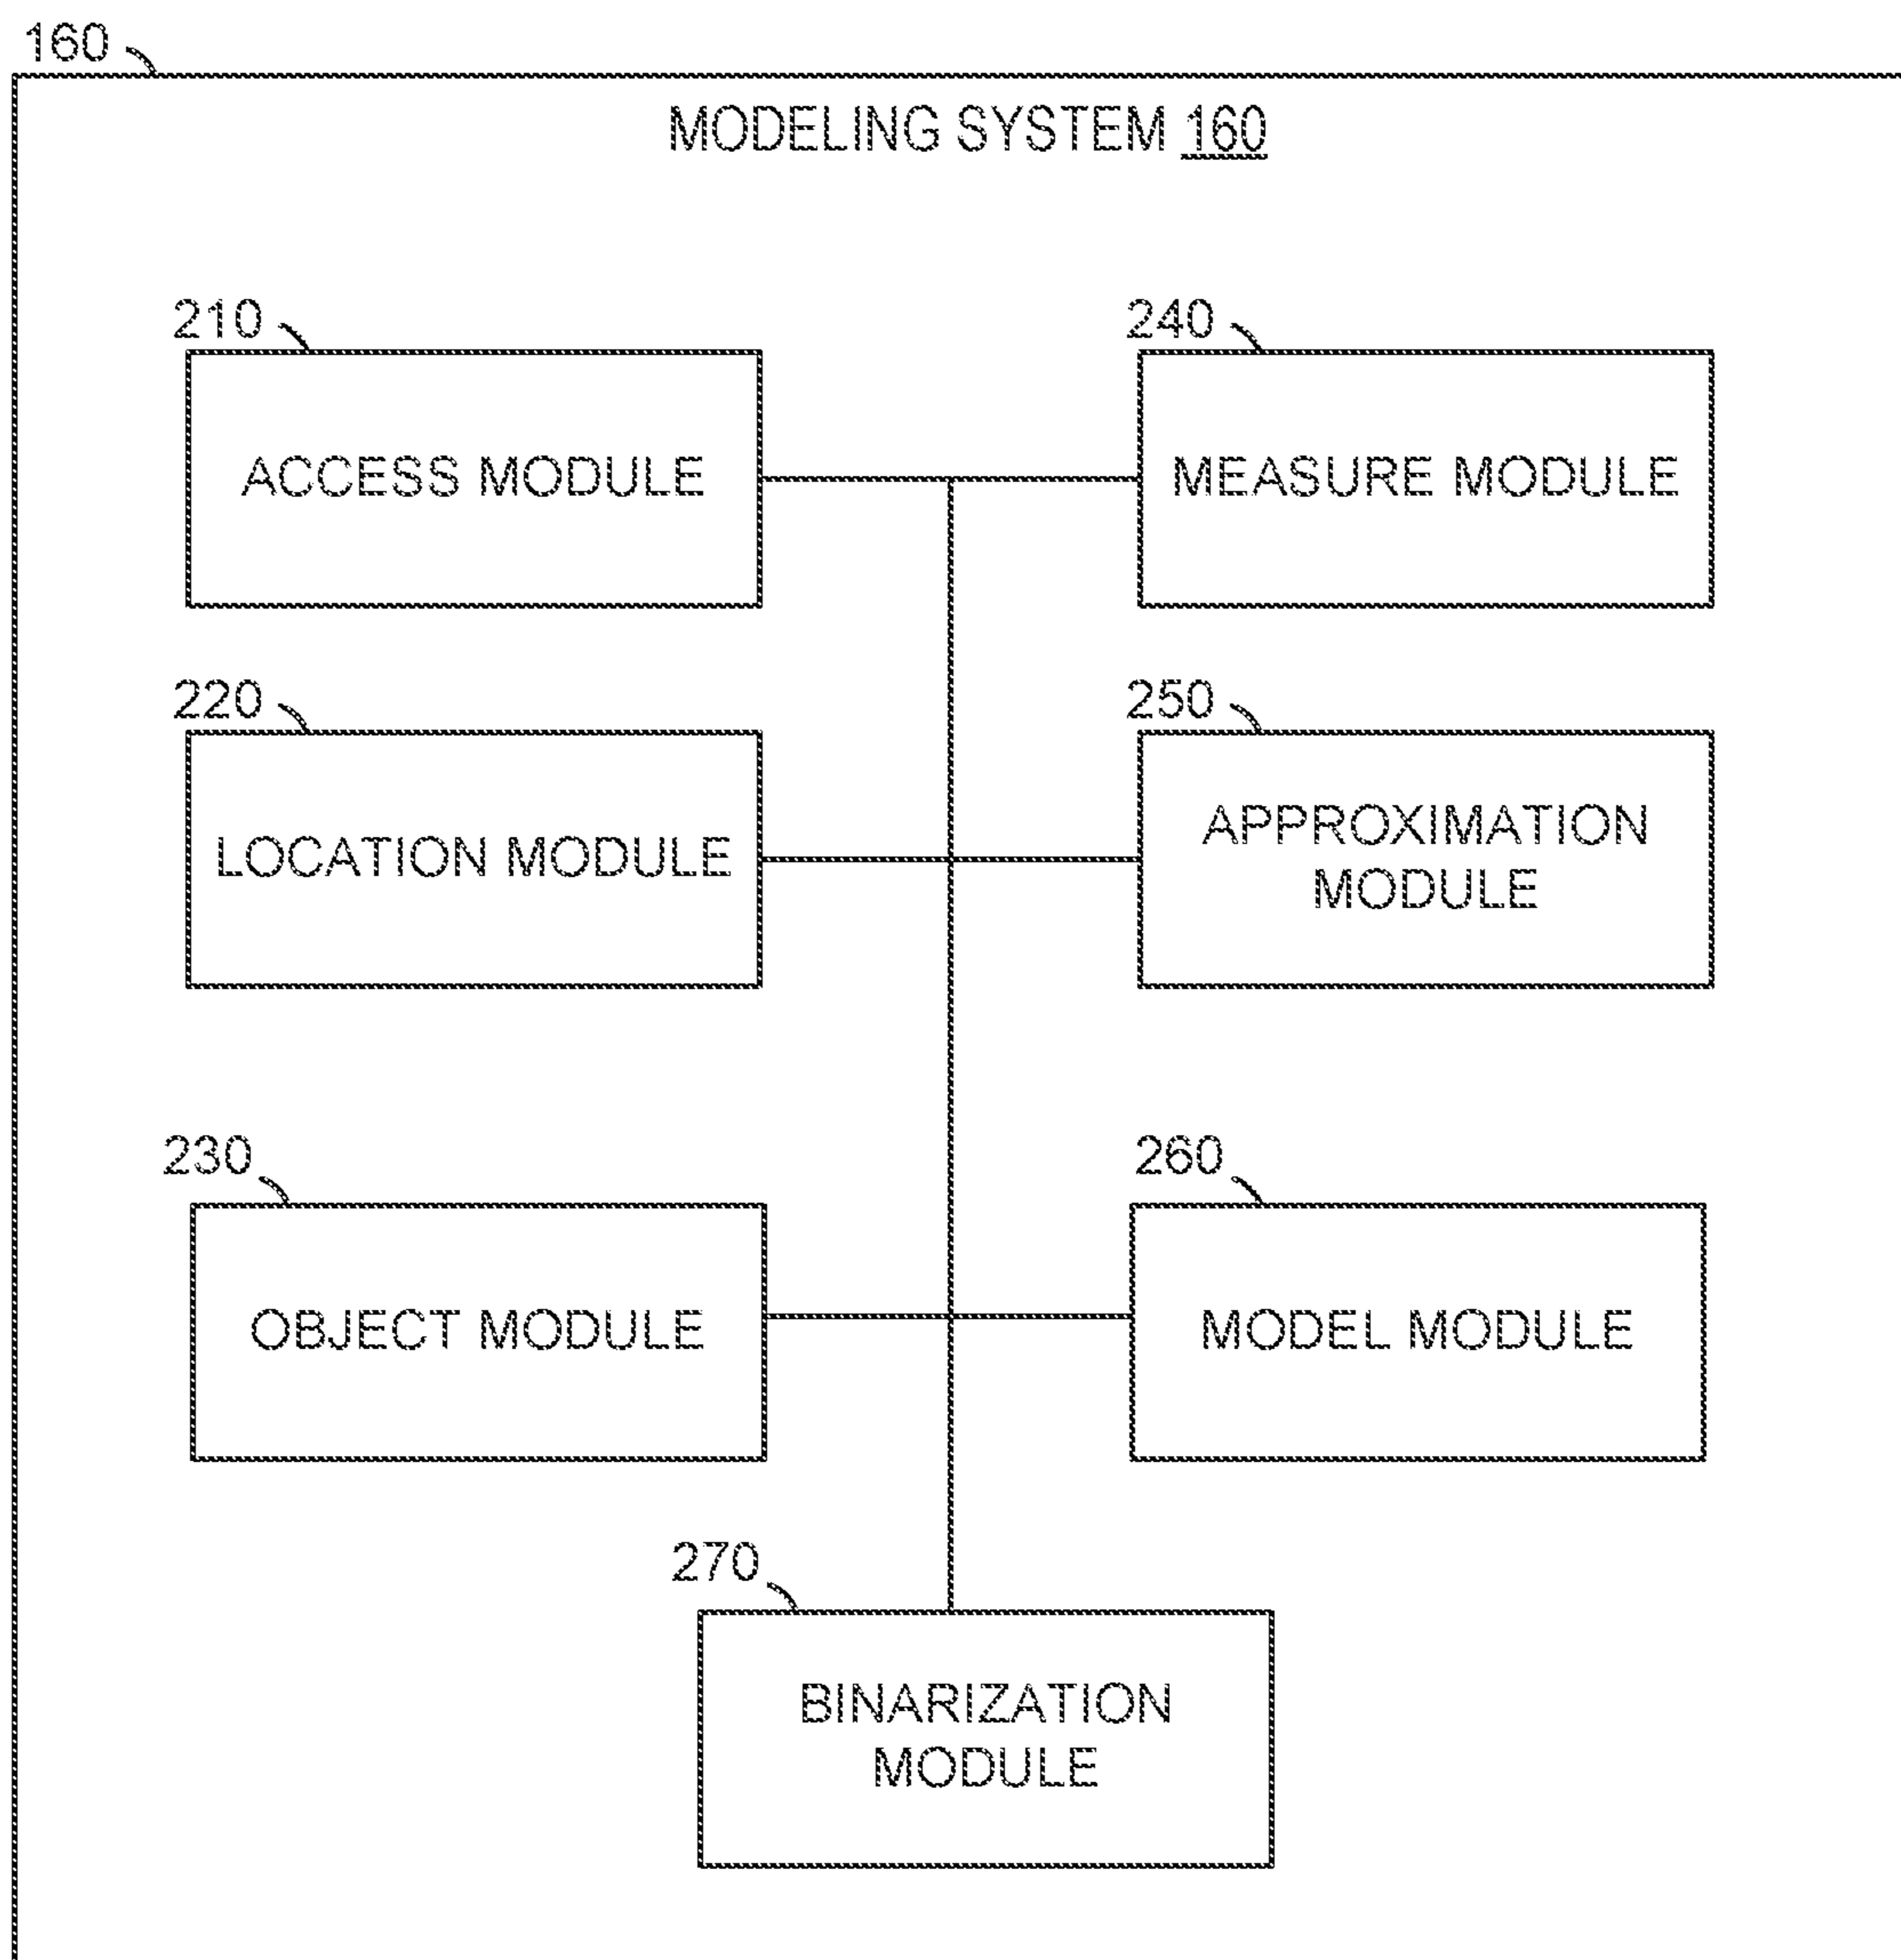 160
MODELING SYSTEM 160
210
ACCESS MODULE
240
MEASURE MODULE
220
LOCATION MODULE
250
APPROXIMATION
MODULE
230
OBJECT MODULE
260
MODEL MODULE
270
BINARIZATION
MODULE